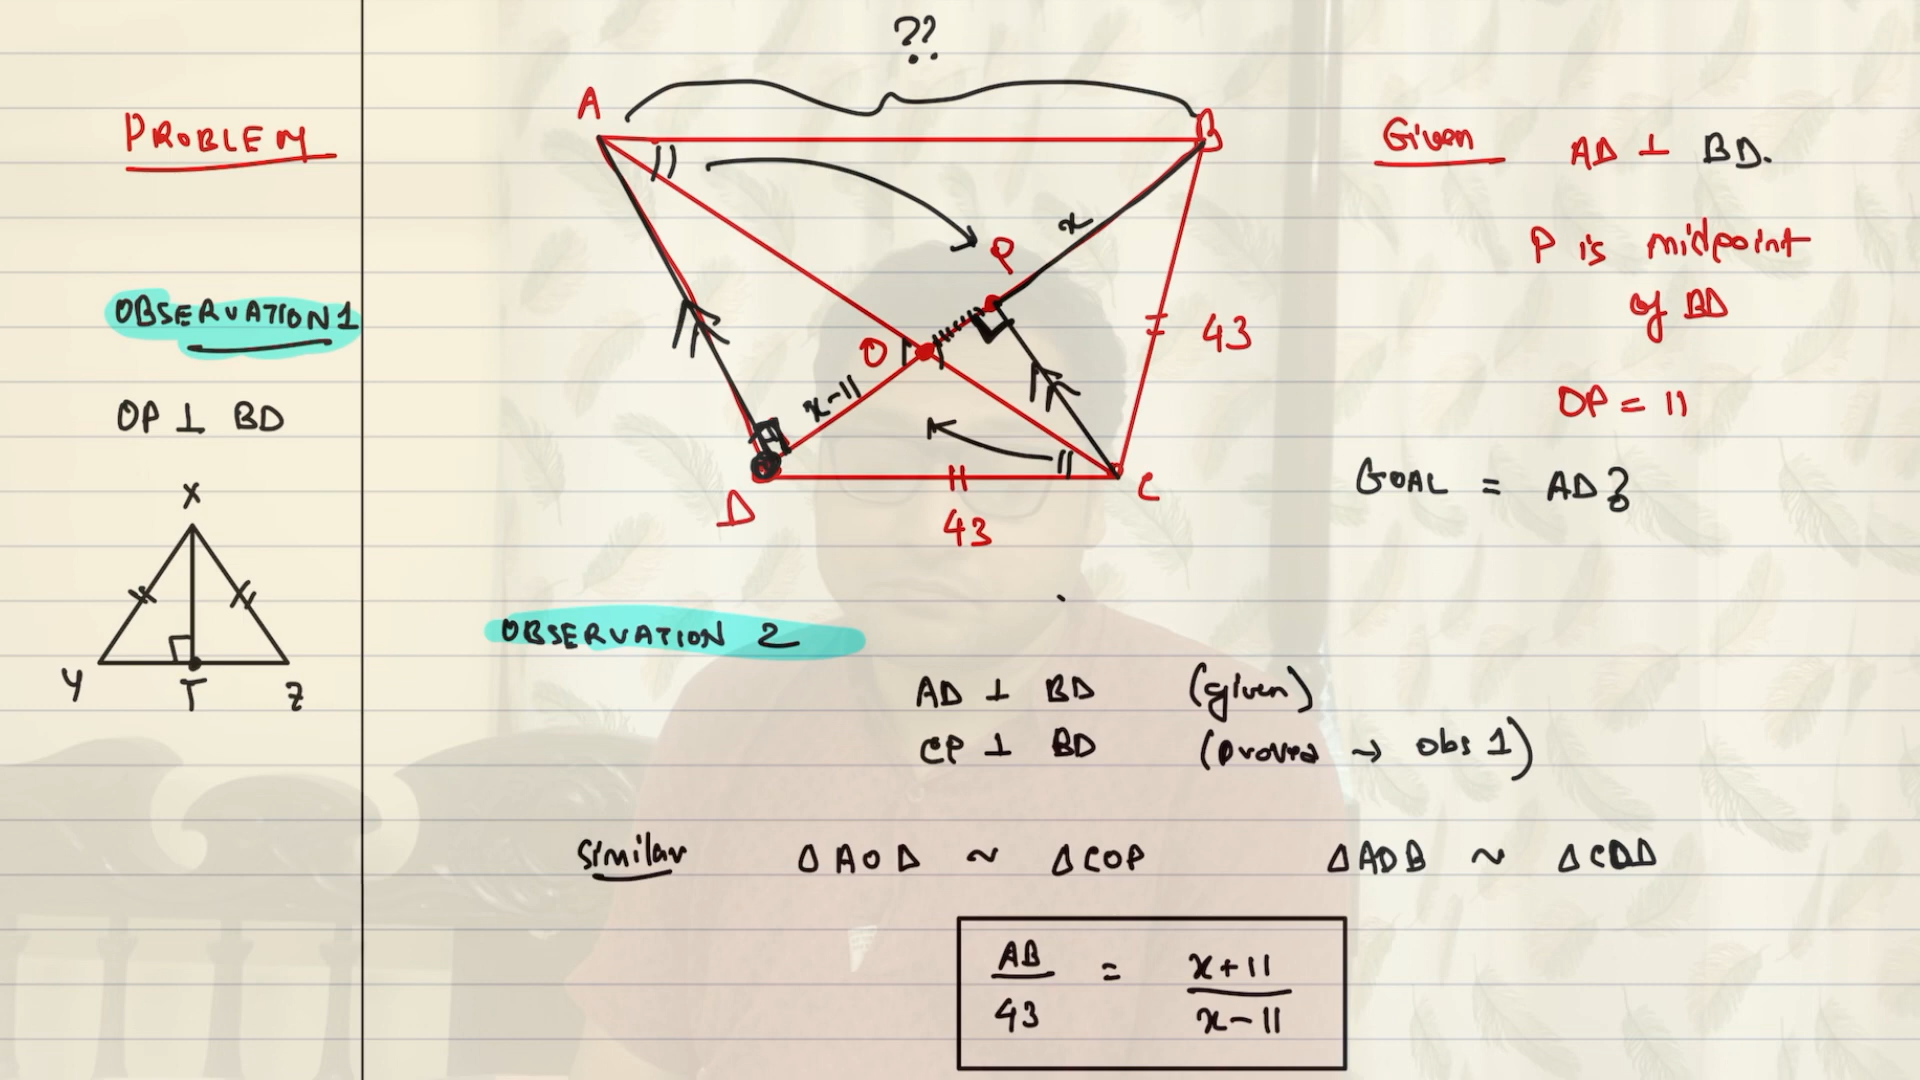 ??
PROBLEM
A
B
Given AD ⊥ BD.
P is midpoint
of BD
OP = 11
GOAL = AD?
x
P
43
O
x-11
D
C
43
OBSERVATION 1
OP ⊥ BD
X
Y
T
Z
OBSERVATION 2
AD ⊥ BD (given)
CP ⊥ BD (proved → obs 1)
Similar Δ AOD ~ Δ COP Δ ADB ~
AB/43 = x+11/x-11